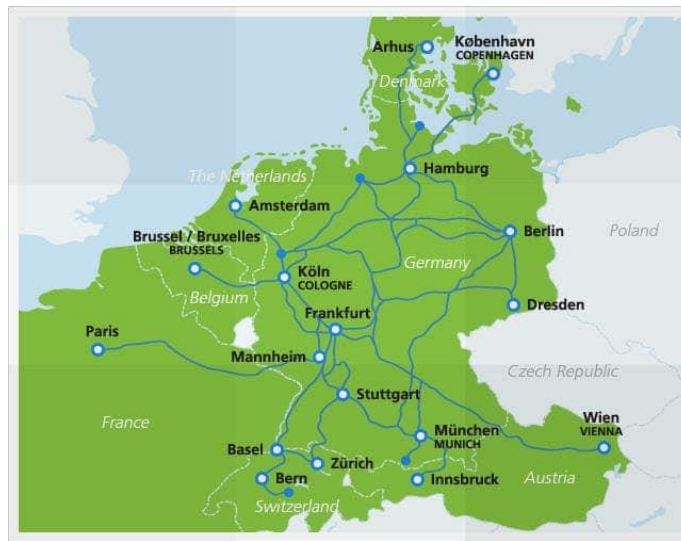 Arhus
København
COPENHAGEN
Denmark
Hamburg
The Netherlands
Amsterdam
Berlin
Poland
Brussel / Bruxelles
BRUSSELS
Köln
COLOGNE
Germany
Belgium
Dresden
Frankfurt
Paris
Mannheim
Czech Republic
Stuttgart
France
Wien
VIENNA
München
MUNICH
Basel
Zürich
Bern
Innsbruck
Austria
Switzerland